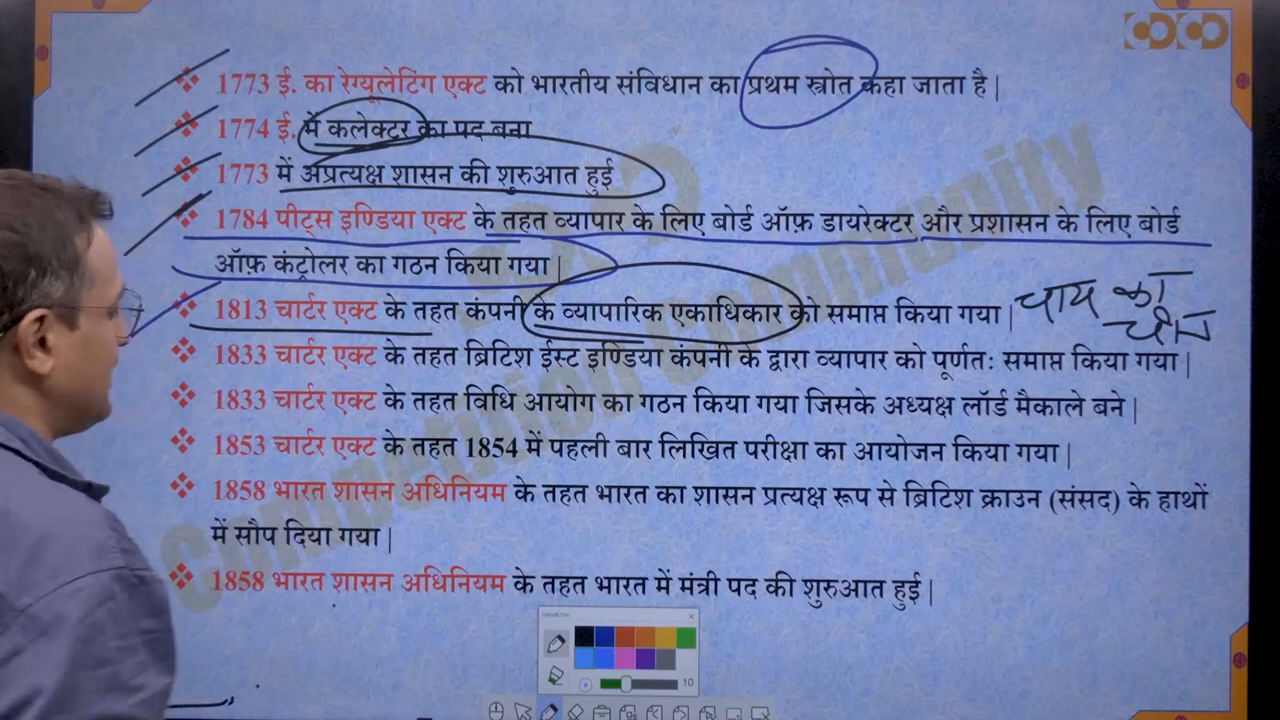 1773 ई. का रेग्यूलेटिंग एक्ट को भारतीय संविधान का प्रथम स्त्रोत कहा जाता है |
1774 ई. में कलेक्टर का पद बना
1773 में अप्रत्यक्ष शासन की शुरुआत हुई
1784 पीट्स इण्डिया एक्ट के तहत व्यापार के लिए बोर्ड ऑफ़ डायरेक्टर और प्रशासन के लिए बोर्ड
ऑफ़ कंट्रोलर का गठन किया गया |
1813 चार्टर एक्ट के तहत कंपनी के व्यापारिक एकाधिकार को समाप्त किया गया | चाय का
चीन
1833 चार्टर एक्ट के तहत ब्रिटिश ईस्ट इण्डिया कंपनी के द्वारा व्यापार को पूर्णतः समाप्त किया गया |
1833 चार्टर एक्ट के तहत विधि आयोग का गठन किया गया जिसके अध्यक्ष लॉर्ड मैकाले बने |
1853 चार्टर एक्ट के तहत 1854 में पहली बार लिखित परीक्षा का आयोजन किया गया |
1858 भारत शासन अधिनियम के तहत भारत का शासन प्रत्यक्ष रूप से ब्रिटिश क्राउन (संसद) के हाथों
में सौप दिया गया |
1858 भारत शासन अधिनियम के तहत भारत में मंत्री पद की शुरुआत हुई |
Competition Community
10